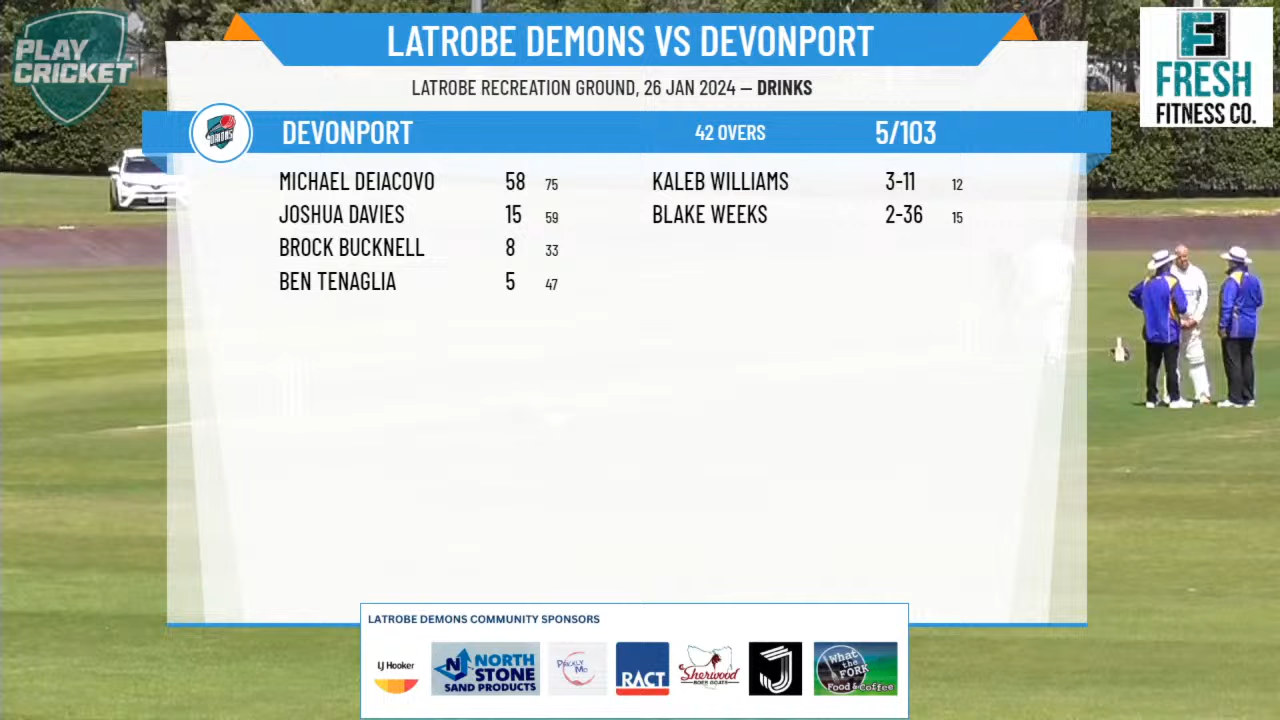 PLAY
CRICKET
LATROBE DEMONS VS DEVONPORT
LATROBE RECREATION GROUND, 26 JAN 2024 – DRINKS
FRESH
FITNESS CO.
DEVONPORT 42 OVERS 5/103
MICHAEL DEIACOVO 58 75 KALEB WILLIAMS 3-11 12
JOSHUA DAVIES 15 59 BLAKE WEEKS 2-36 15
BROCK BUCKNELL 8 33
BEN TENAGLIA 5 47
LATROBE DEMONS COMMUNITY SPONSORS
LJ Hooker
NORTH
STONE
SAND PRODUCTS
RACT
Sherwood
BOER GOATS
What
the
FORK
Food & Coffee